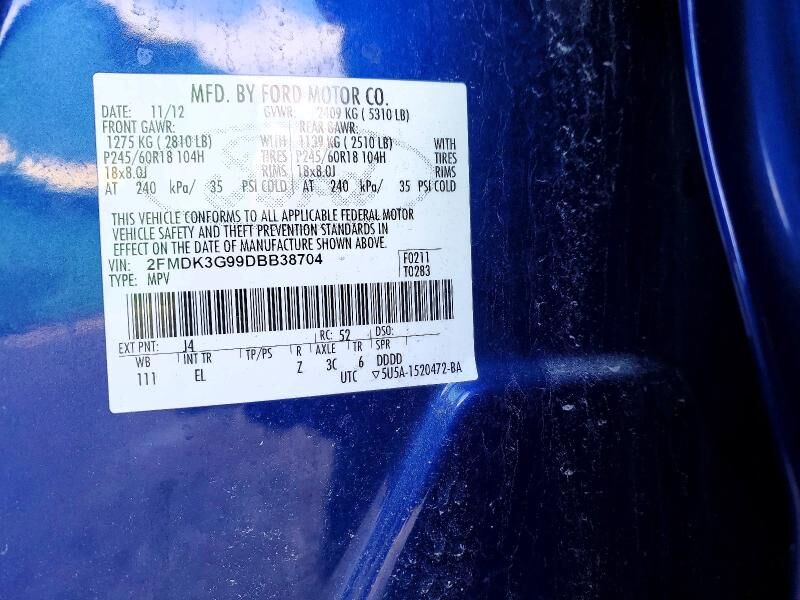 MFD. BY FORD MOTOR CO.
DATE: 11/12 GVWR: 2409 KG ( 5310 LB)
FRONT GAWR: REAR GAWR:
1275 KG ( 2810 LB) WITH 1139 KG ( 2510 LB) WITH
P245/60R18 104H TIRES P245/60R18 104H TIRES
18x8.0J RIMS 18x8.0J RIMS
AT 240 kPa/ 35 PSI COLD AT 240 kPa/ 35 PSI COLD
THIS VEHICLE CONFORMS TO ALL APPLICABLE FEDERAL MOTOR
VEHICLE SAFETY AND THEFT PREVENTION STANDARDS IN
EFFECT ON THE DATE OF MANUFACTURE SHOWN ABOVE.
VIN: 2FMDK3G99DBB38704 F0211
TYPE: MPV T0283
EXT PNT: J4 RC: 52 DSO:
WB INT TR TP/PS R AXLE TR SPR
111 EL Z 3C 6 DDDD
UTC ▽5U5A-1520472-BA